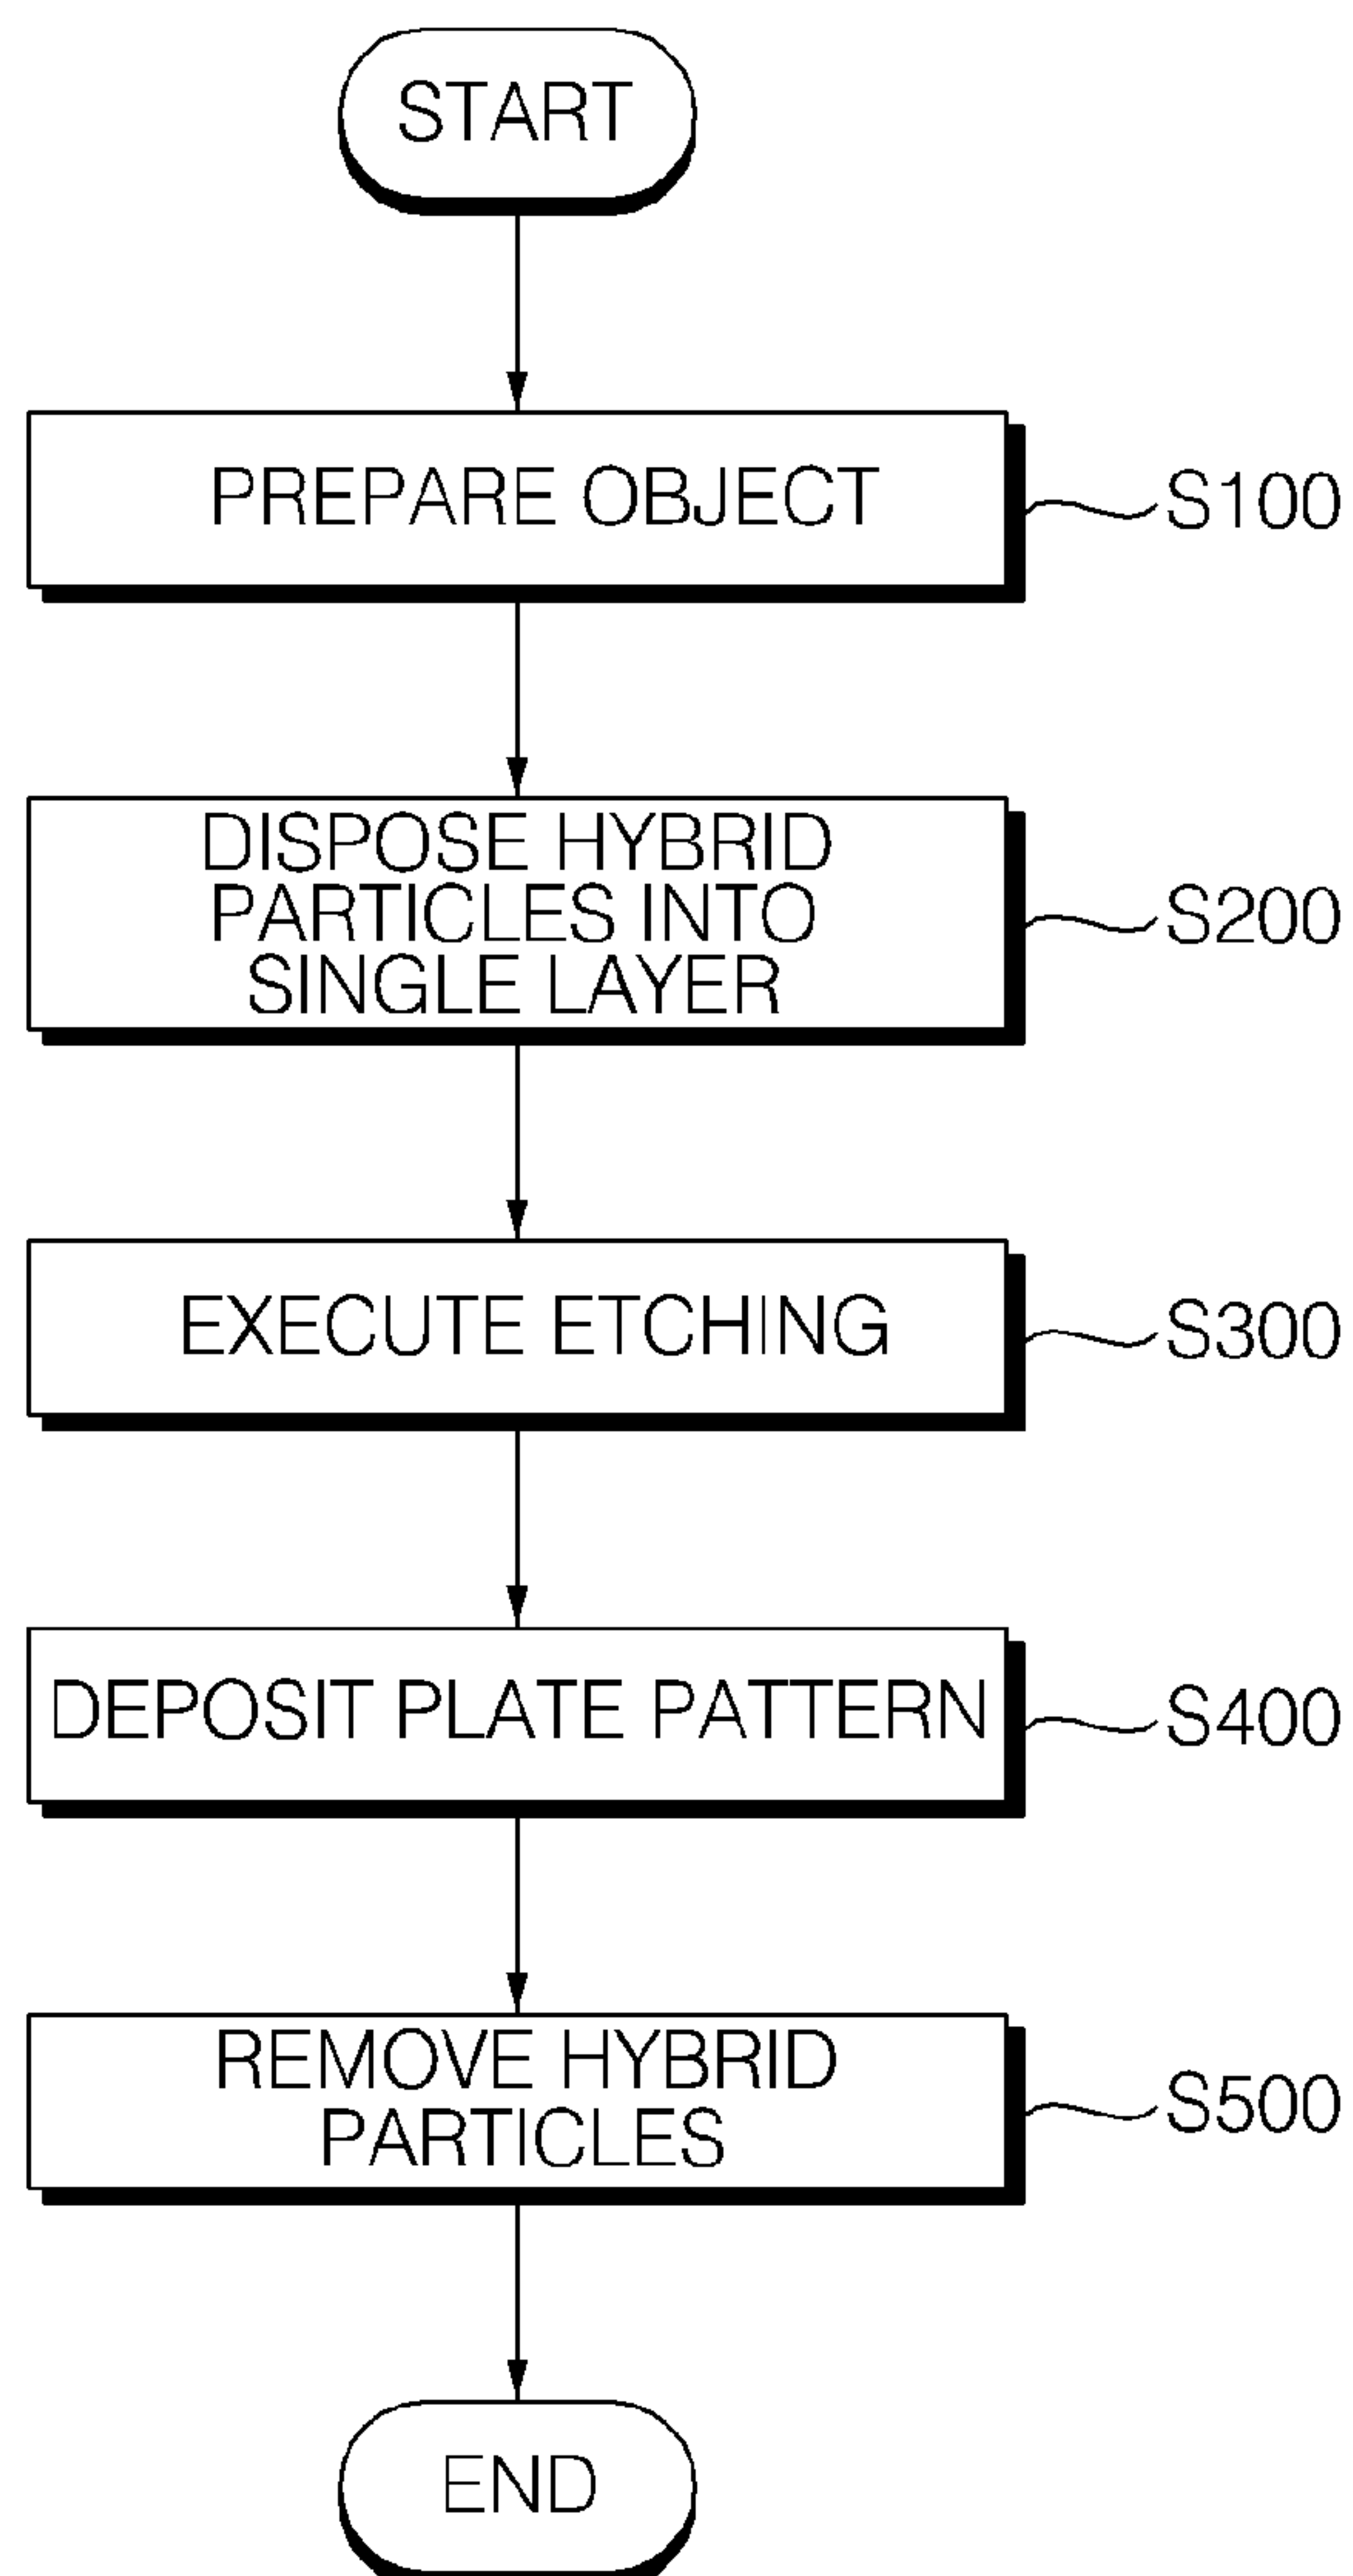 START
PREPARE OBJECT
S100
DISPOSE HYBRID
PARTICLES INTO
SINGLE LAYER
S200
EXECUTE ETCHING
S300
DEPOSIT PLATE PATTERN
S400
REMOVE HYBRID
PARTICLES
S500
END